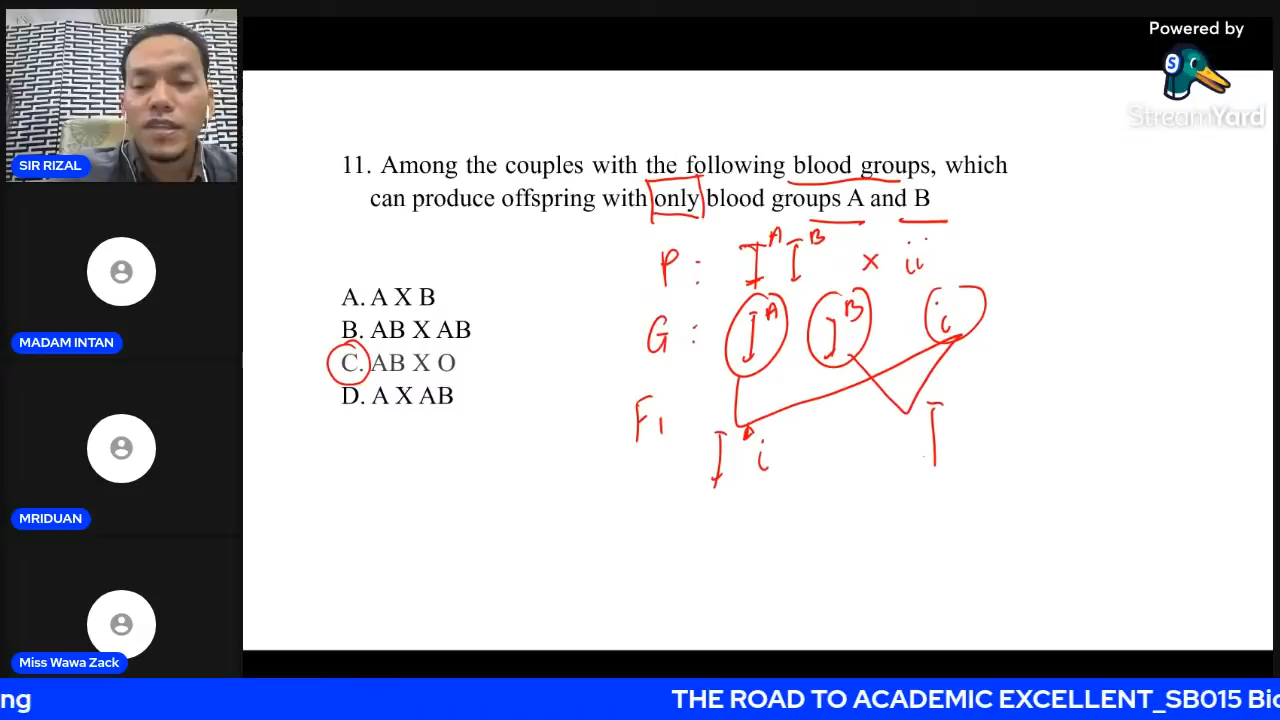 Powered by
S
StreamYard
SIR RIZAL
11. Among the couples with the following blood groups, which
can produce offspring with only blood groups A and B
P : I^A I^B x ii
A. A X B
G : I^A I^B i
B. AB X AB
MADAM INTAN
C. AB X O
D. A X AB
F1
I^A i I
MRIDUAN
Miss Wawa Zack
ng THE ROAD TO ACADEMIC EXCELLENT_SB015 Bio